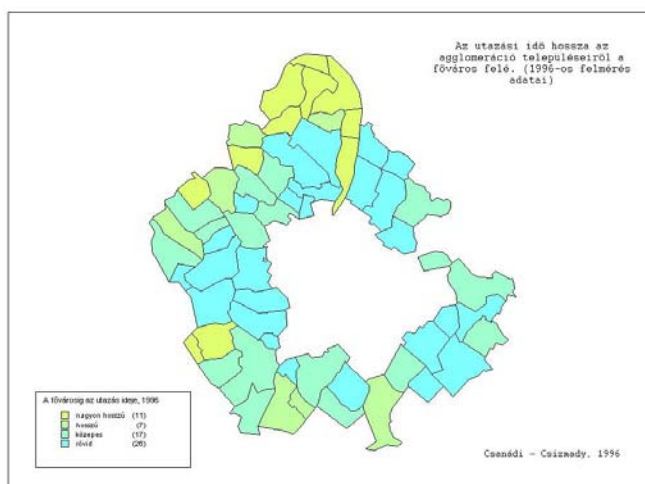 Az utazási idő hossza az
agglomeráció településeiről a
főváros felé. (1996-os felmérés
adatai)
A fővárosig az utazás ideje, 1996
nagyon hosszú (11)
hosszú (7)
közepes (17)
rövid (26)
Csanádi - Csizmady, 1996